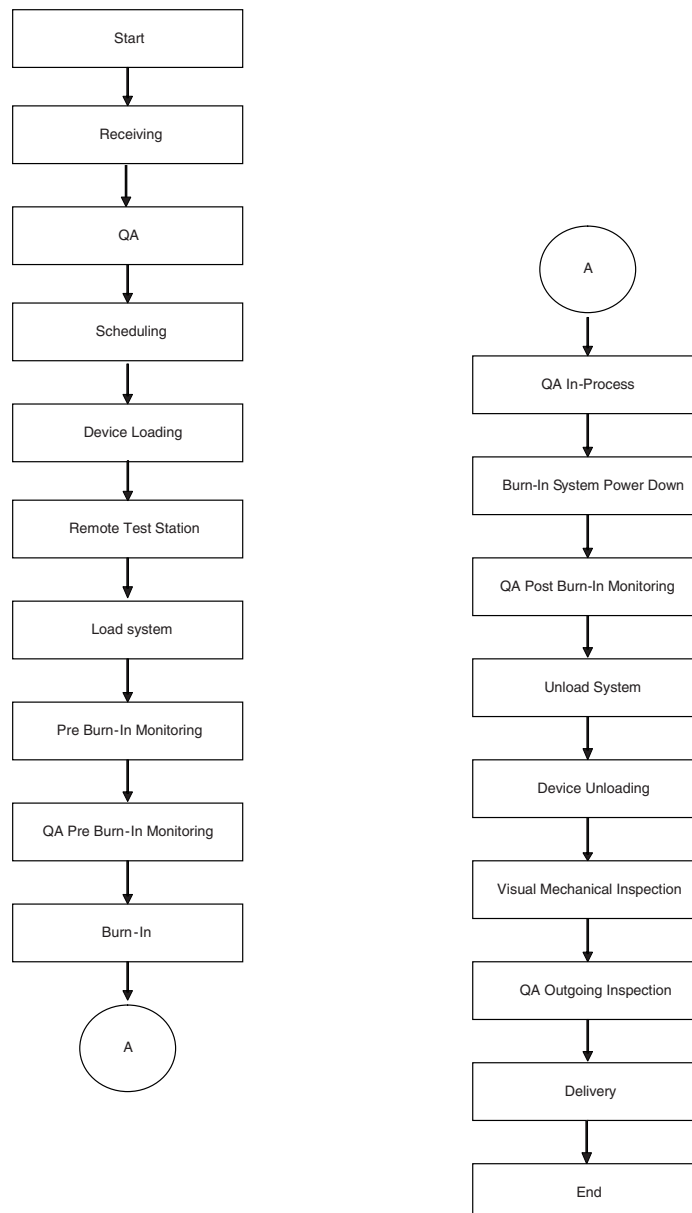 Start
Receiving
QA
Scheduling
Device Loading
Remote Test Station
Load system
Pre Burn-In Monitoring
QA Pre Burn-In Monitoring
Burn-In
A
A
QA In-Process
Burn-In System Power Down
QA Post Burn-In Monitoring
Unload System
Device Unloading
Visual Mechanical Inspection
QA Outgoing Inspection
Delivery
End